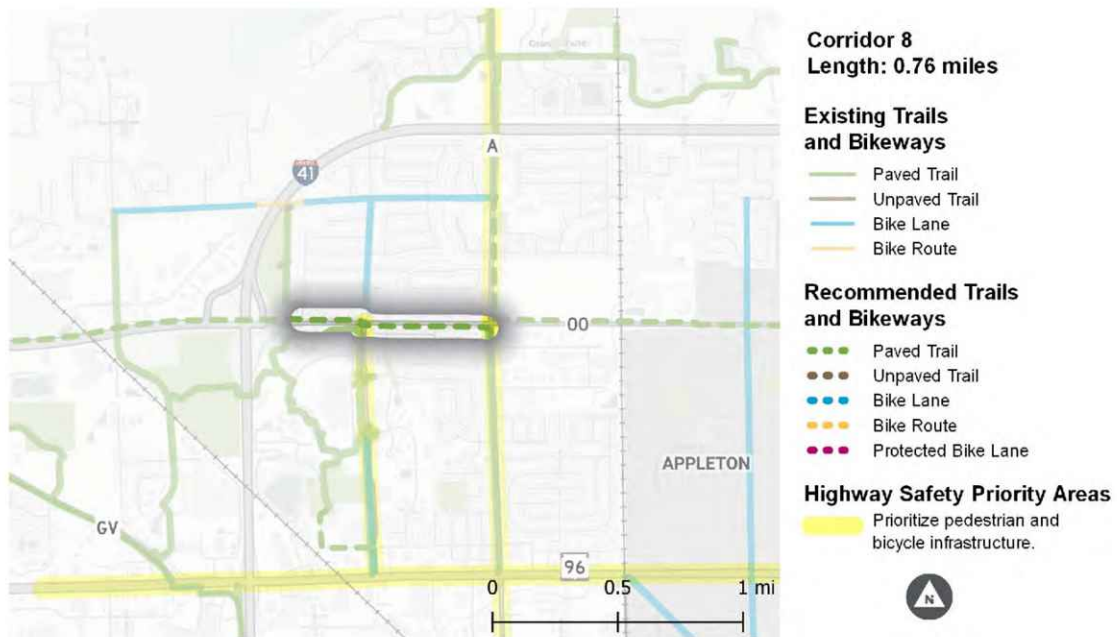 A
41
OO
APPLETON
GV
96
0 0.5 1 mi
Corridor 8
Length: 0.76 miles
Existing Trails
and Bikeways
Paved Trail
Unpaved Trail
Bike Lane
Bike Route
Recommended Trails
and Bikeways
Paved Trail
Unpaved Trail
Bike Lane
Bike Route
Protected Bike Lane
Highway Safety Priority Areas
Prioritize pedestrian and
bicycle infrastructure.
N